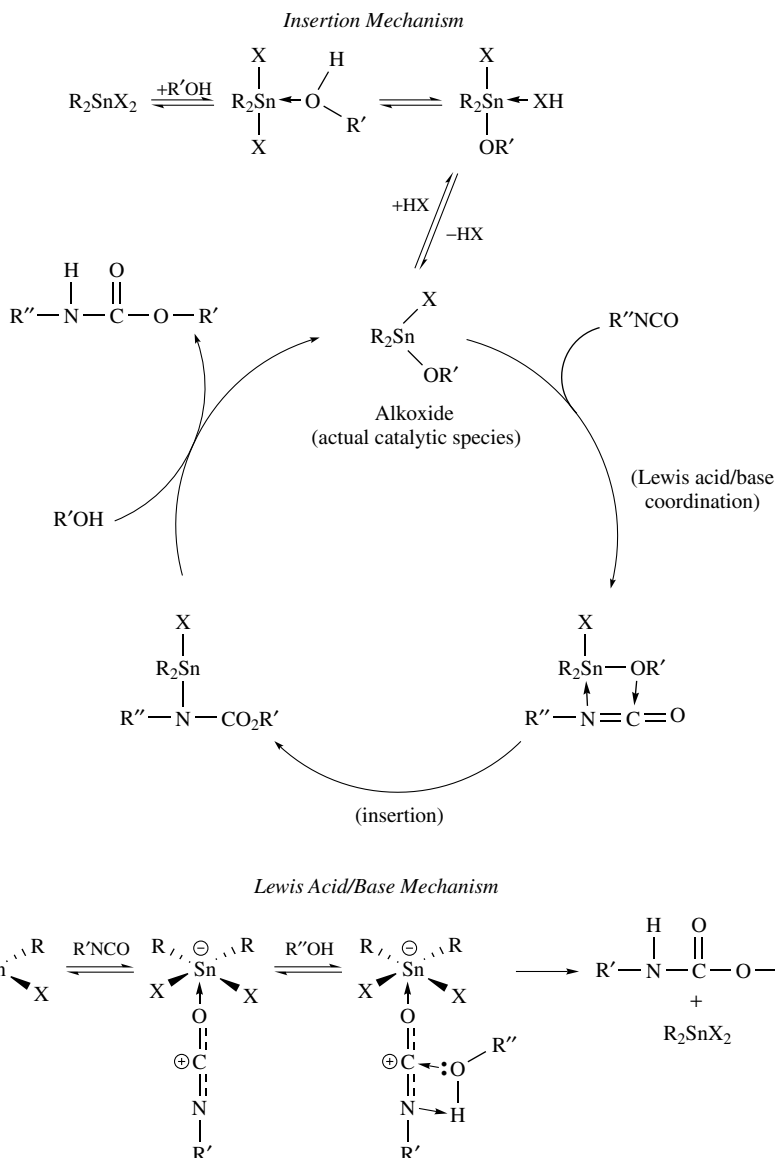 Insertion Mechanism
X
H
+R′OH
R₂SnX₂ R₂Sn O R₂Sn XH
R′
X
X
OR′
+HX
−HX
H O
R″ N C O R′
X
R₂Sn
OR′
R″NCO
Alkoxide
(actual catalytic species)
(Lewis acid/base
coordination)
R′OH
X
R₂Sn
R″ N CO₂R′
X
R₂Sn OR′
R″ N C O
(insertion)
Lewis Acid/Base Mechanism
R
X
R′NCO
R − R
Sn
X X
O
+ C
N
R′
R″OH
R − R
Sn
X X
O
R″
+ C : O
N H
R′
H O
R′ N C O
+
R₂SnX₂